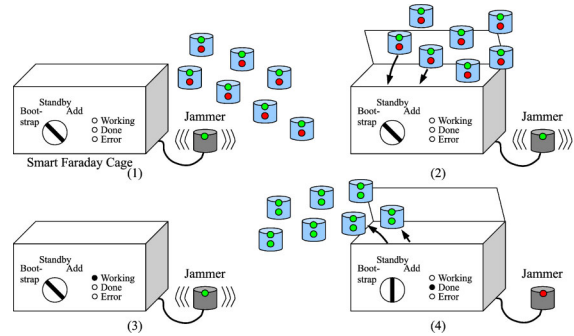 Standby
Boot-
strap
Add
Working
Done
Error
Jammer
Smart Faraday Cage
(1)
Standby
Boot-
strap
Add
Working
Done
Error
Jammer
(2)
Standby
Boot-
strap
Add
Working
Done
Error
Jammer
(3)
Standby
Boot-
strap
Add
Working
Done
Error
Jammer
(4)